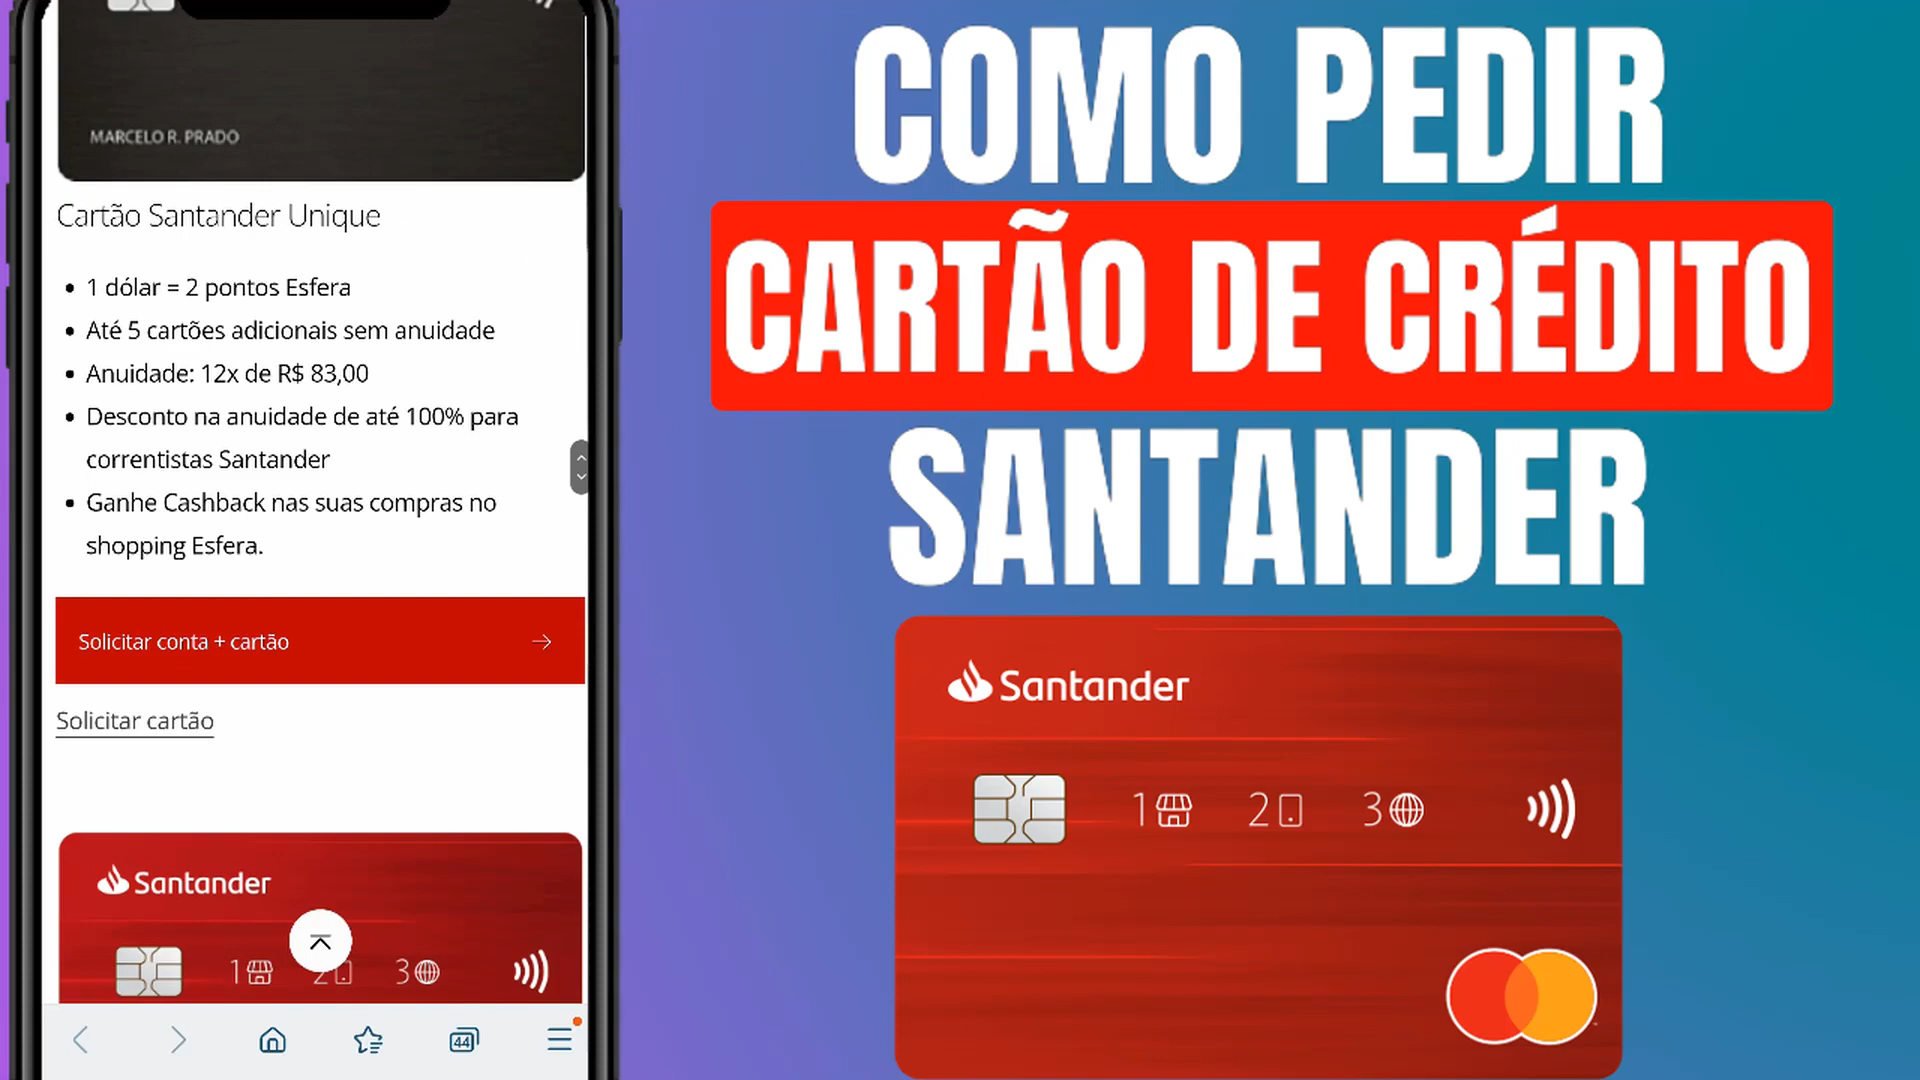 MARCELO R. PRADO
Cartão Santander Unique
• 1 dólar = 2 pontos Esfera
• Até 5 cartões adicionais sem anuidade
• Anuidade: 12x de R$ 83,00
• Desconto na anuidade de até 100% para
correntistas Santander
• Ganhe Cashback nas suas compras no
shopping Esfera.
Solicitar conta + cartão
Solicitar cartão
Santander
1 2 3
44
COMO PEDIR
CARTÃO DE CRÉDITO
SANTANDER
Santander
1 2 3